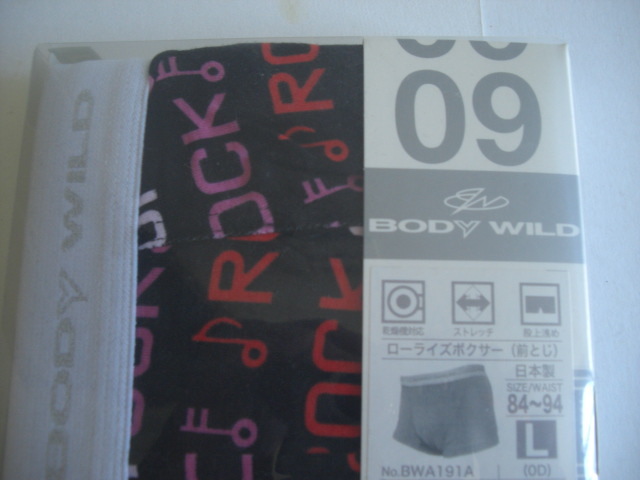 09
BODY WILD
乾燥機対応
ストレッチ
股上浅め
ローライズボクサー(前とじ)
日本製
SIZE/WAIST
84～94
L
(OD)
No.BWA191A
BODY WILD
ROCK
ROCK